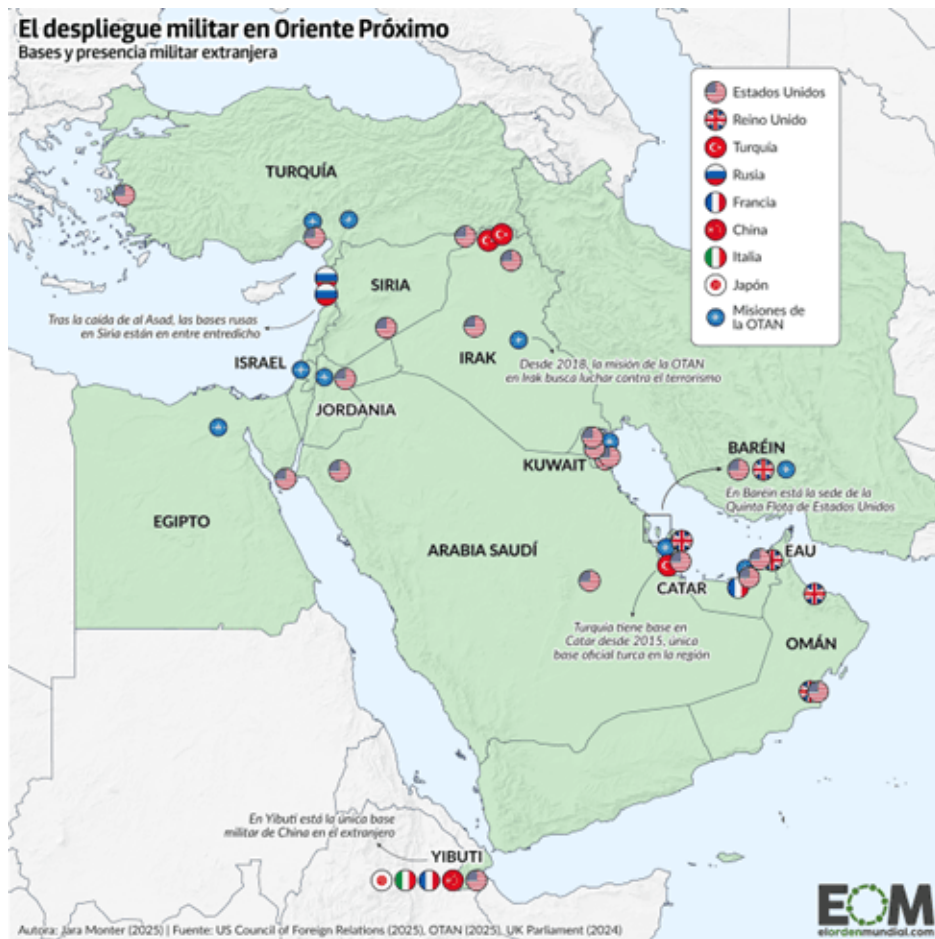 El despliegue militar en Oriente Próximo
Bases y presencia militar extranjera
Estados Unidos
Reino Unido
Turquía
Rusia
Francia
China
Italia
Japón
Misiones de
la OTAN
TURQUÍA
SIRIA
Tras la caída de al Asad, las bases rusas
en Siria están en entre entredicho
ISRAEL
IRAK
Desde 2018, la misión de la OTAN
en Irak busca luchar contra el terrorismo
JORDANIA
KUWAIT
BARÉIN
En Baréin está la sede de la
Quinta Flota de Estados Unidos
EGIPTO
ARABIA SAUDÍ
EAU
CATAR
Turquía tiene base en
Catar desde 2015, única
base oficial turca en la región
OMÁN
En Yibuti está la única base
militar de China en el extranjero
YIBUTI
EOM
elordenmundial.com
Autora: Jara Monter (2025) | Fuente: US Council of Foreign Relations (2025), OTAN (2025), UK Parliament (2024)